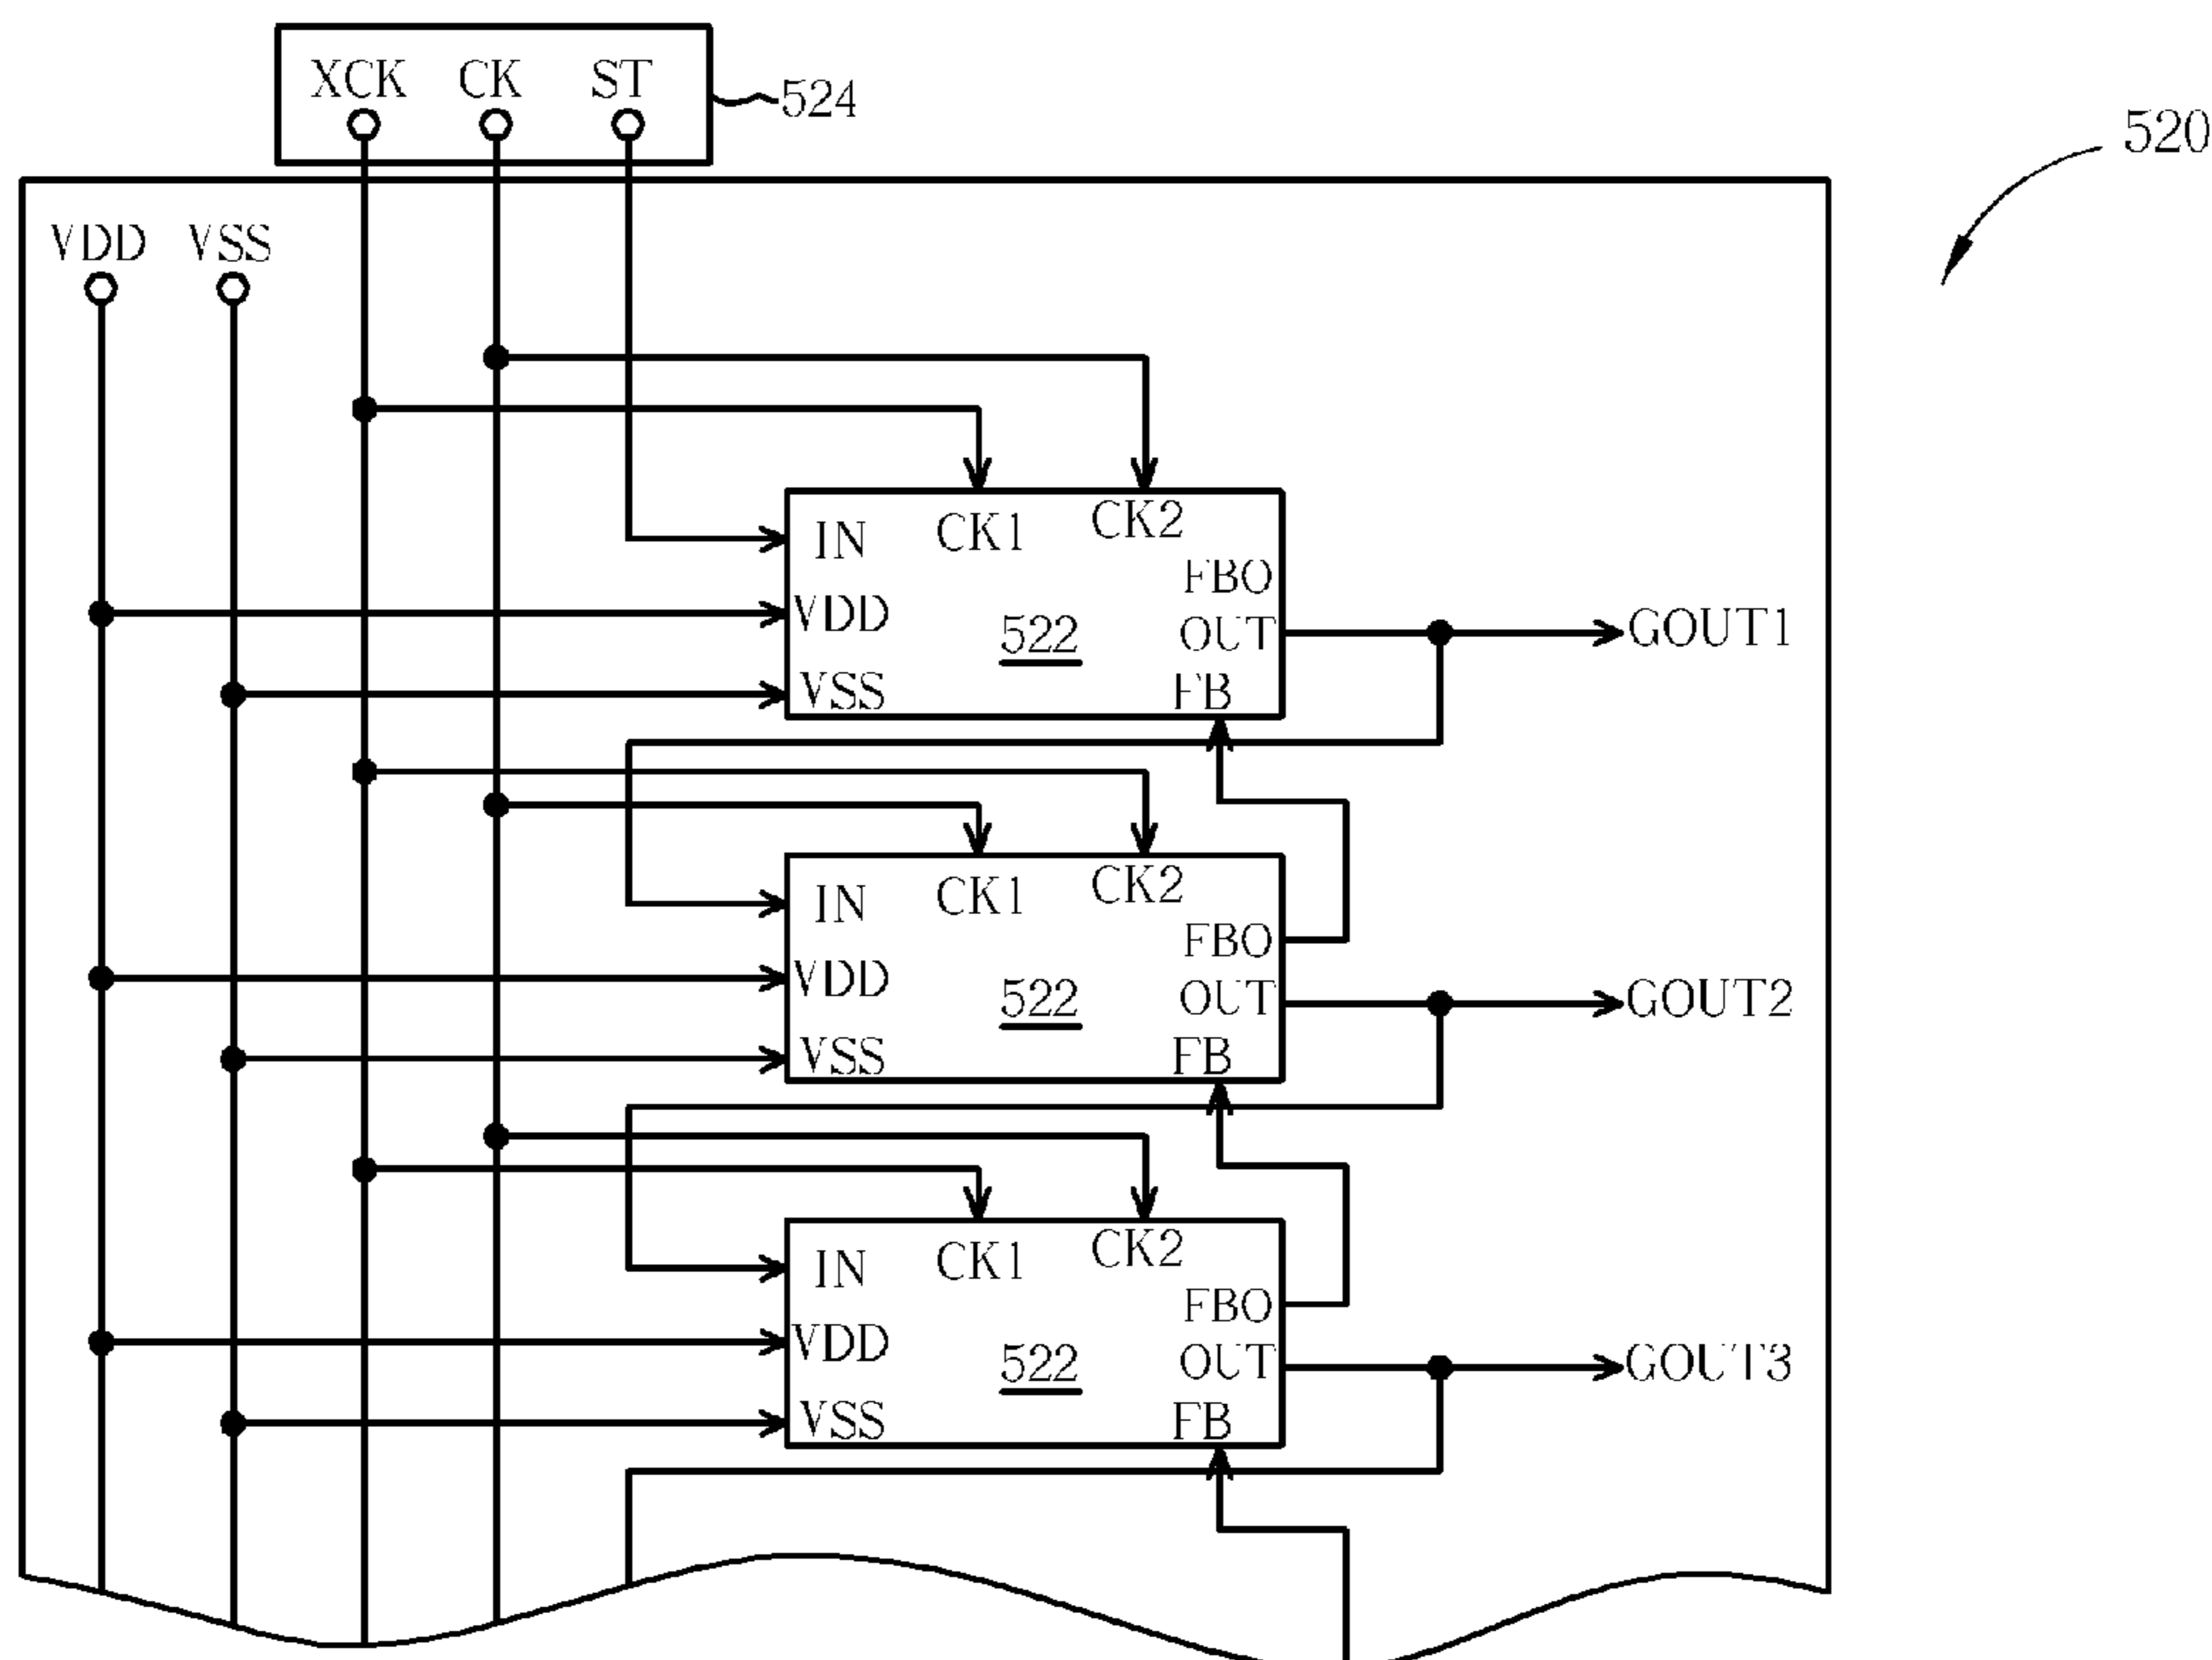 XCK CK ST
524
520
VDD VSS
IN CK1 CK2
FBO
VDD 522 OUT GOUT1
VSS FB
IN CK1 CK2
FBO
VDD 522 OUT GOUT2
VSS FB
IN CK1 CK2
FBO
VDD 522 OUT GOUT3
VSS FB